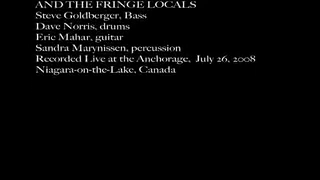 AND THE FRINGE LOCALS
Steve Goldberger, Bass
Dave Norris, drums
Eric Mahar, guitar
Sandra Marynissen, percussion
Recorded Live at the Anchorage, July 26, 2008
Niagara-on-the-Lake, Canada